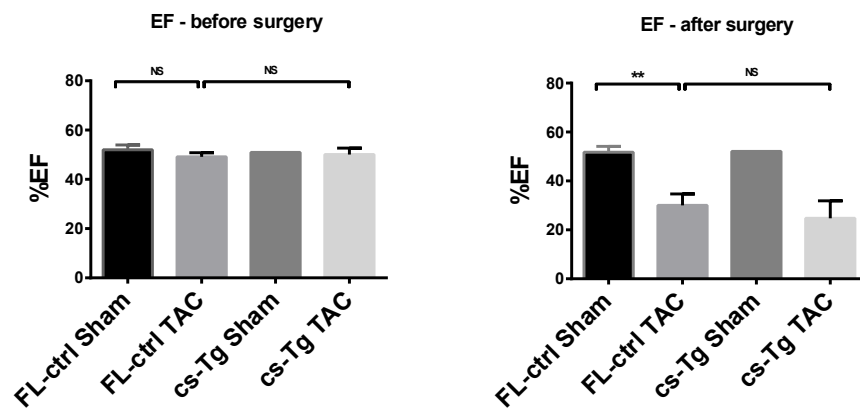 EF - before surgery
NS
NS
80
60
40
20
0
%EF
FL-ctrl Sham
FL-ctrl TAC
cs-Tg Sham
cs-Tg TAC
EF - after surgery
**
NS
80
60
40
20
0
%EF
FL-ctrl Sham
FL-ctrl TAC
cs-Tg Sham
cs-Tg TAC